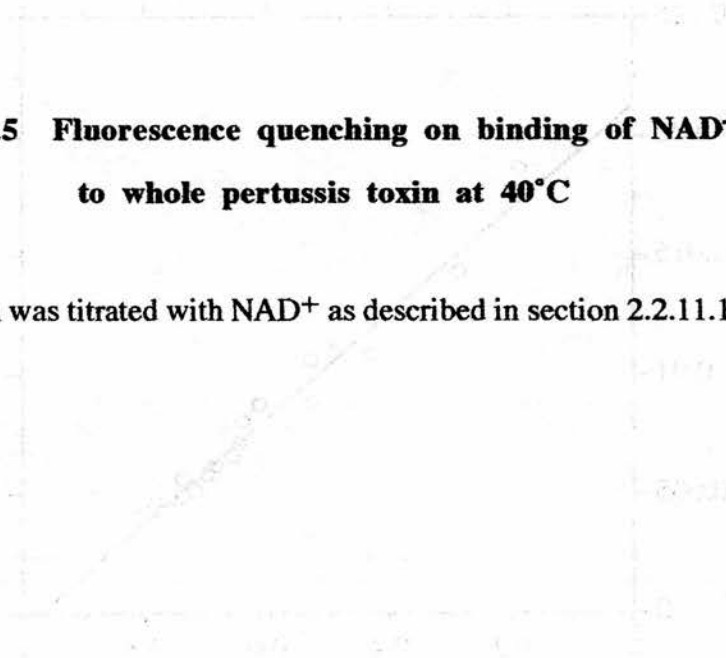 .5 Fluorescence quenching on binding of NAD+
to whole pertussis toxin at 40°C
was titrated with NAD+ as described in section 2.2.11.1